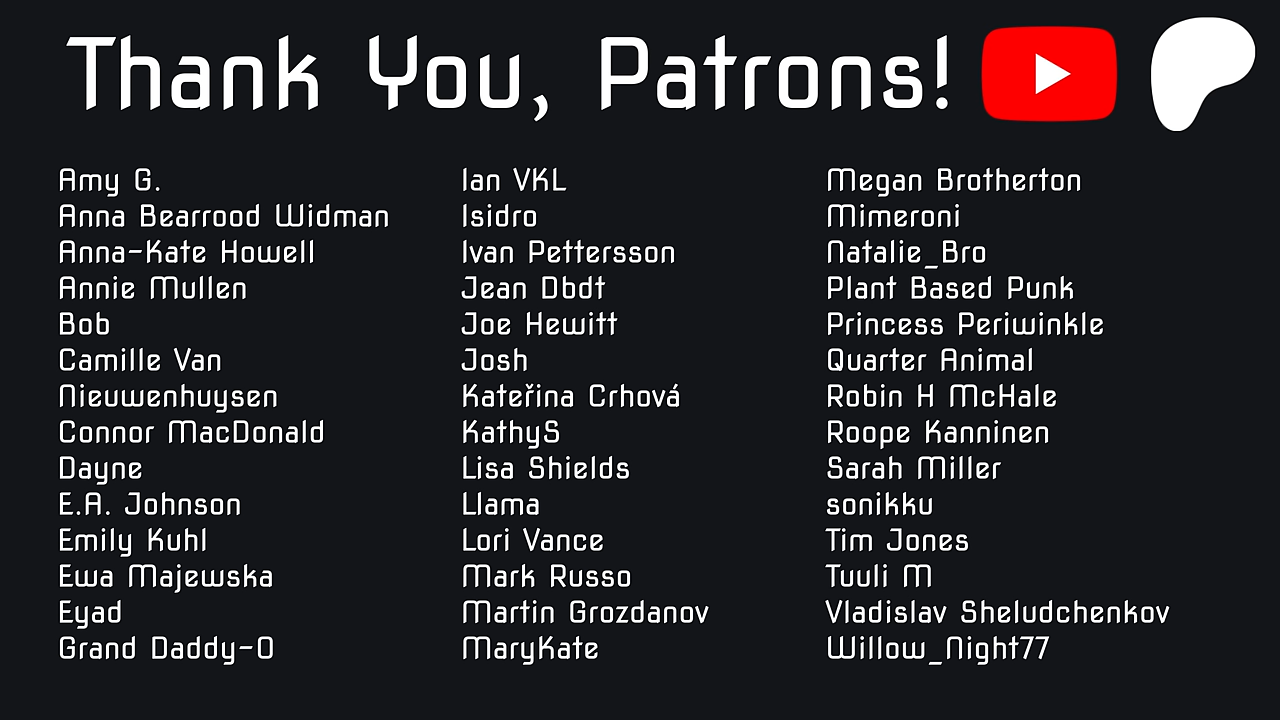 Thank You, Patrons!
Amy G.
Anna Bearrood Widman
Anna-Kate Howell
Annie Mullen
Bob
Camille Van
Nieuwenhuysen
Connor MacDonald
Dayne
E.A. Johnson
Emily Kuhl
Ewa Majewska
Eyad
Grand Daddy-O
Ian VKL
Isidro
Ivan Pettersson
Jean Dbdt
Joe Hewitt
Josh
Kateřina Crhová
KathyS
Lisa Shields
Llama
Lori Vance
Mark Russo
Martin Grozdanov
MaryKate
Megan Brotherton
Mimeroni
Natalie_Bro
Plant Based Punk
Princess Periwinkle
Quarter Animal
Robin H McHale
Roope Kanninen
Sarah Miller
sonikku
Tim Jones
Tuuli M
Vladislav Sheludchenkov
Willow_Night77